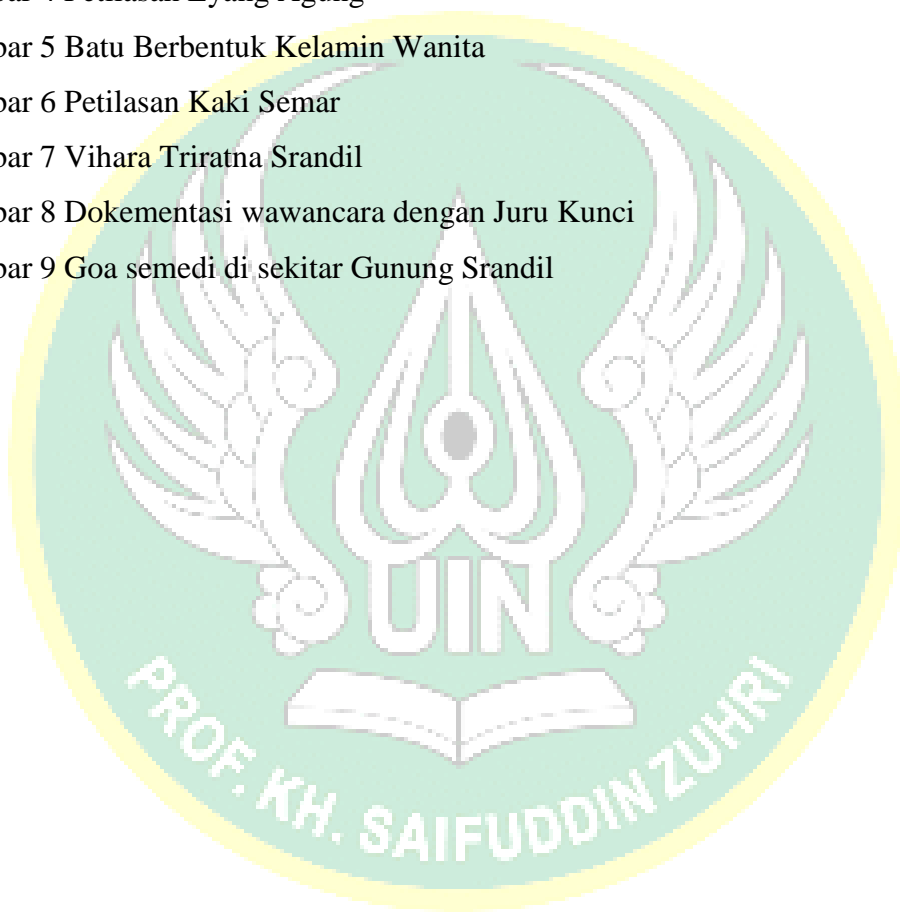 bar 5 Batu Berbentuk Kelamin Wanita
bar 6 Petilasan Kaki Semar
bar 7 Vihara Triratna Srandil
bar 8 Dokementasi wawancara dengan Juru Kunci
bar 9 Goa semedi di sekitar Gunung Srandil
UIN
PROF. KH. SAIFUDDIN ZUHRI